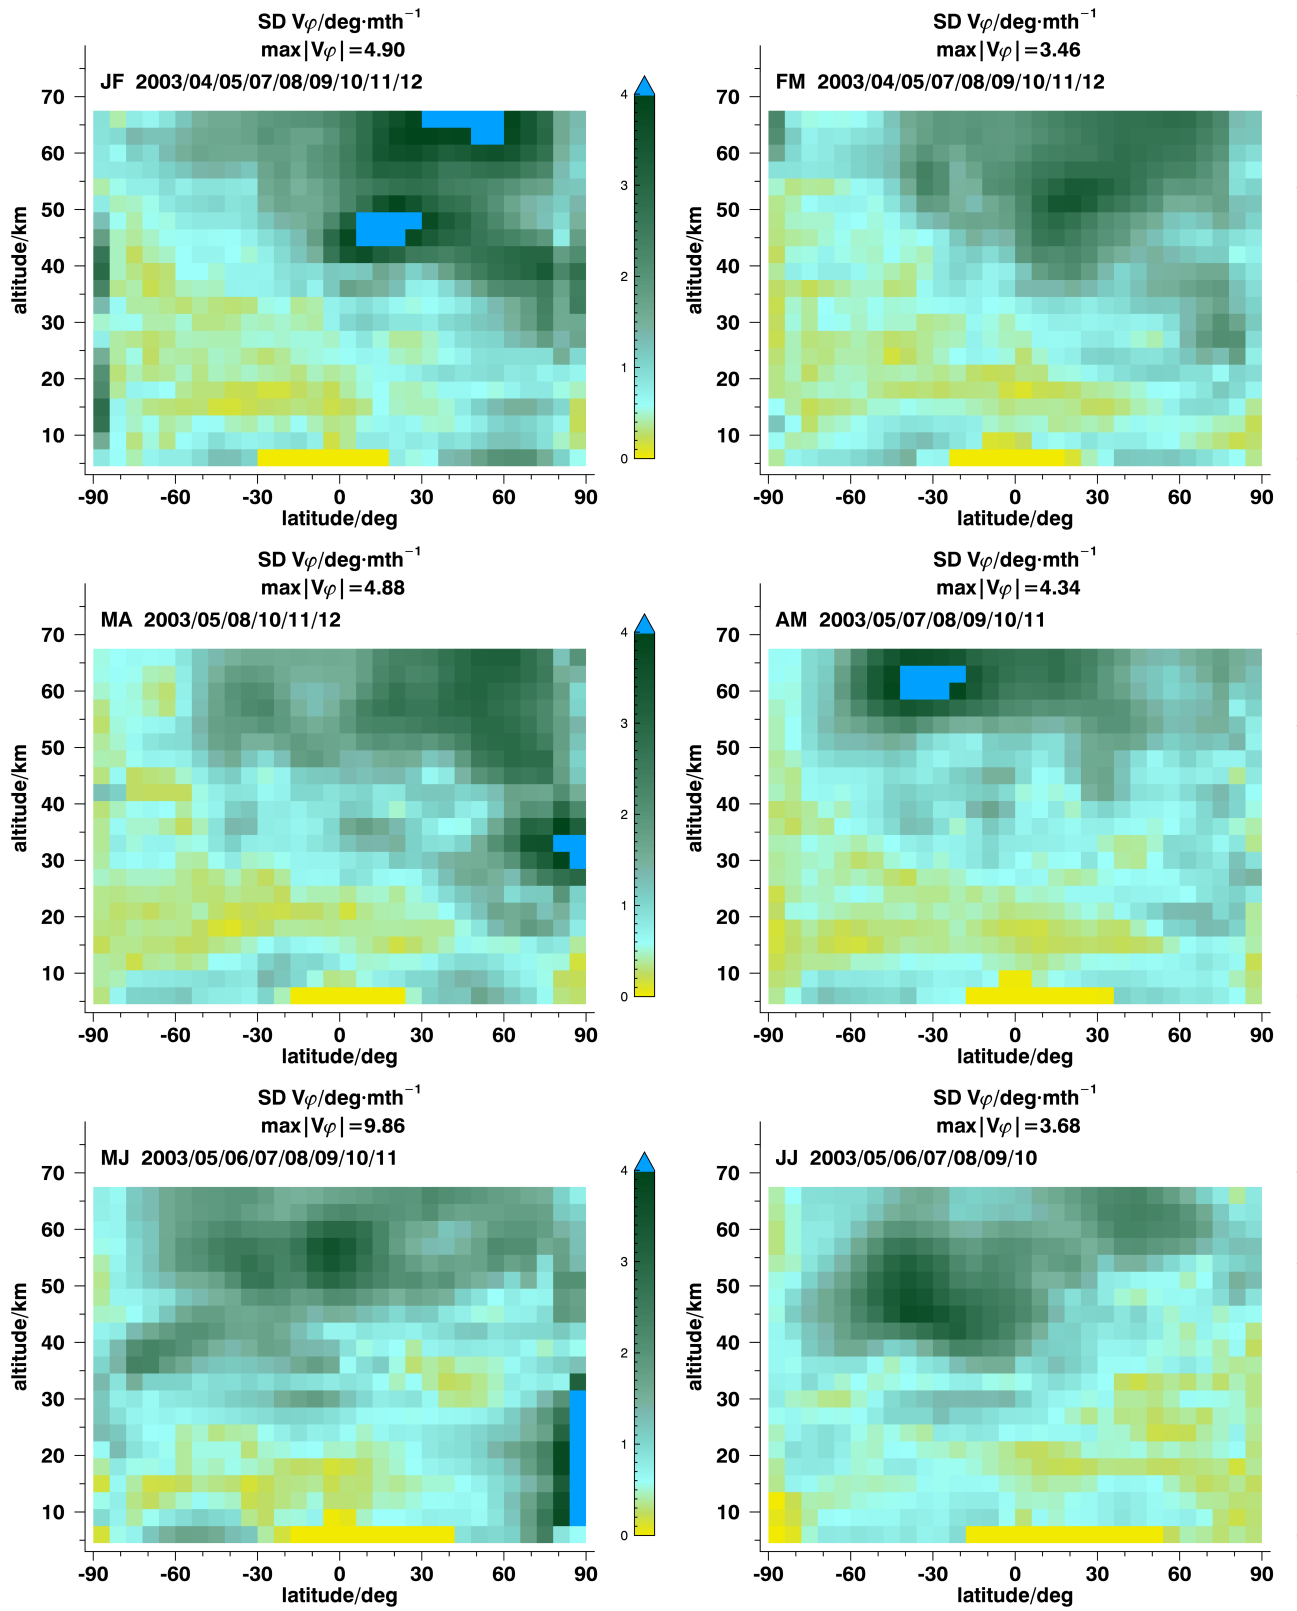 SD Vφ/deg·mth⁻¹
max|Vφ|=4.90
JF 2003/04/05/07/08/09/10/11/12
altitude/km
70
60
50
40
30
20
10
-90 -60 -30 0 30 60 90
latitude/deg
4
3
2
1
0
SD Vφ/deg·mth⁻¹
max|Vφ|=3.46
FM 2003/04/05/07/08/09/10/11/12
altitude/km
70
60
50
40
30
20
10
-90 -60 -30 0 30 60 90
latitude/deg
SD Vφ/deg·mth⁻¹
max|Vφ|=4.88
MA 2003/05/08/10/11/12
altitude/km
70
60
50
40
30
20
10
-90 -60 -30 0 30 60 90
latitude/deg
4
3
2
1
0
SD Vφ/deg·mth⁻¹
max|Vφ|=4.34
AM 2003/05/07/08/09/10/11
altitude/km
70
60
50
40
30
20
10
-90 -60 -30 0 30 60 90
latitude/deg
SD Vφ/deg·mth⁻¹
max|Vφ|=9.86
MJ 2003/05/06/07/08/09/10/11
altitude/km
70
60
50
40
30
20
10
-90 -60 -30 0 30 60 90
latitude/deg
4
3
2
1
0
SD Vφ/deg·mth⁻¹
max|Vφ|=3.68
JJ 2003/05/06/07/08/09/10
altitude/km
70
60
50
40
30
20
10
-90 -60 -30 0 30 60 90
latitude/deg